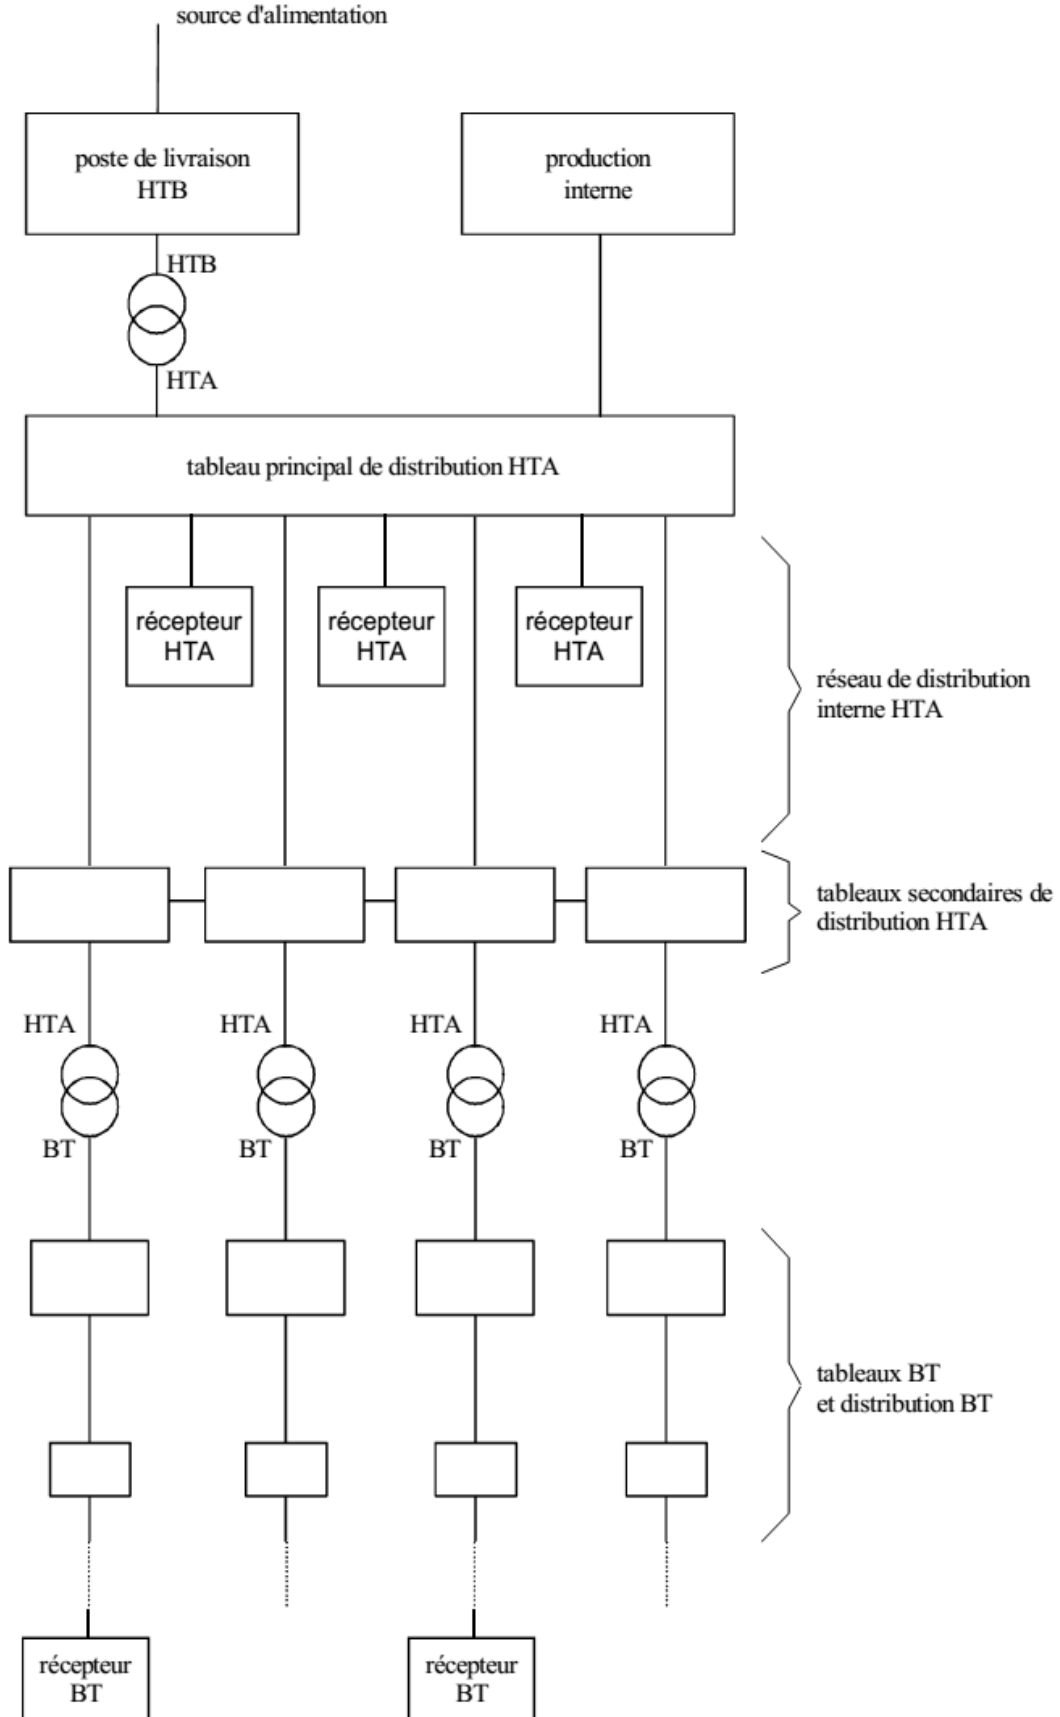 source d'alimentation
poste de livraison
HTB
production
interne
HTB
HTA
tableau principal de distribution HTA
récepteur
HTA
récepteur
HTA
récepteur
HTA
réseau de distribution
interne HTA
tableaux secondaires de
distribution HTA
HTA
HTA
HTA
HTA
BT
BT
BT
BT
tableaux BT
et distribution BT
récepteur
BT
récepteur
BT